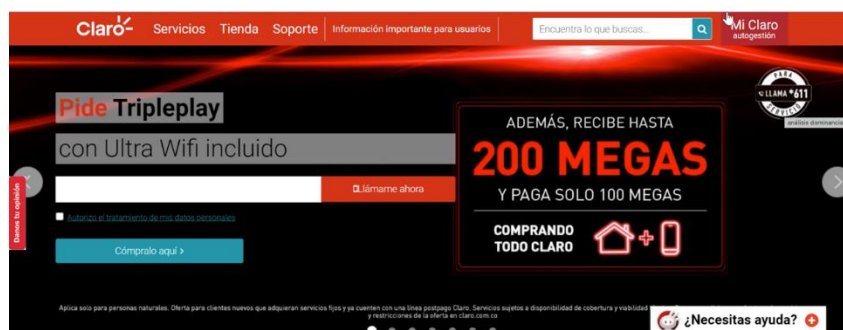 Claro-
Servicios Tienda Soporte Información importante para usuarios
Encuentra lo que buscas...
Mi Claro
autogestión
PARA
LLAMA *611
SERVICIO
análisis dominancia
Pide Tripleplay
con Ultra Wifi incluido
Llámame ahora
Autorizo el tratamiento de mis datos personales
Cómpralo aquí >
Danos tu opinión
ADEMÁS, RECIBE HASTA
200 MEGAS
Y PAGA SOLO 100 MEGAS
COMPRANDO
TODO CLARO
Aplica solo para personas naturales. Oferta para clientes nuevos que adquieran servicios fijos y ya cuenten con una línea postpago Claro. Servicios sujetos a disponibilidad de cobertura y viabilidad
y restricciones de la oferta en claro.com.co
¿Necesitas ayuda?